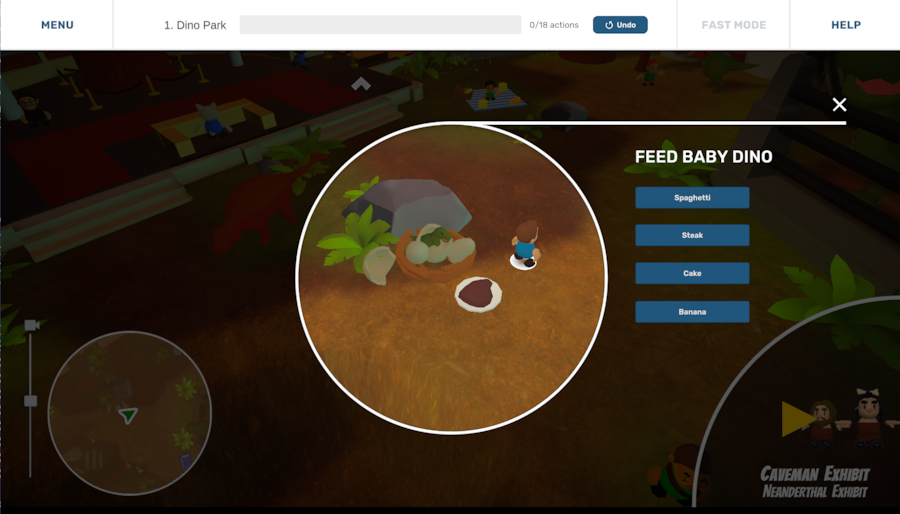 MENU
1. Dino Park
0/18 actions
Undo
FAST MODE
HELP
FEED BABY DINO
Spaghetti
Steak
Cake
Banana
Caveman Exhibit
Neanderthal Exhibit